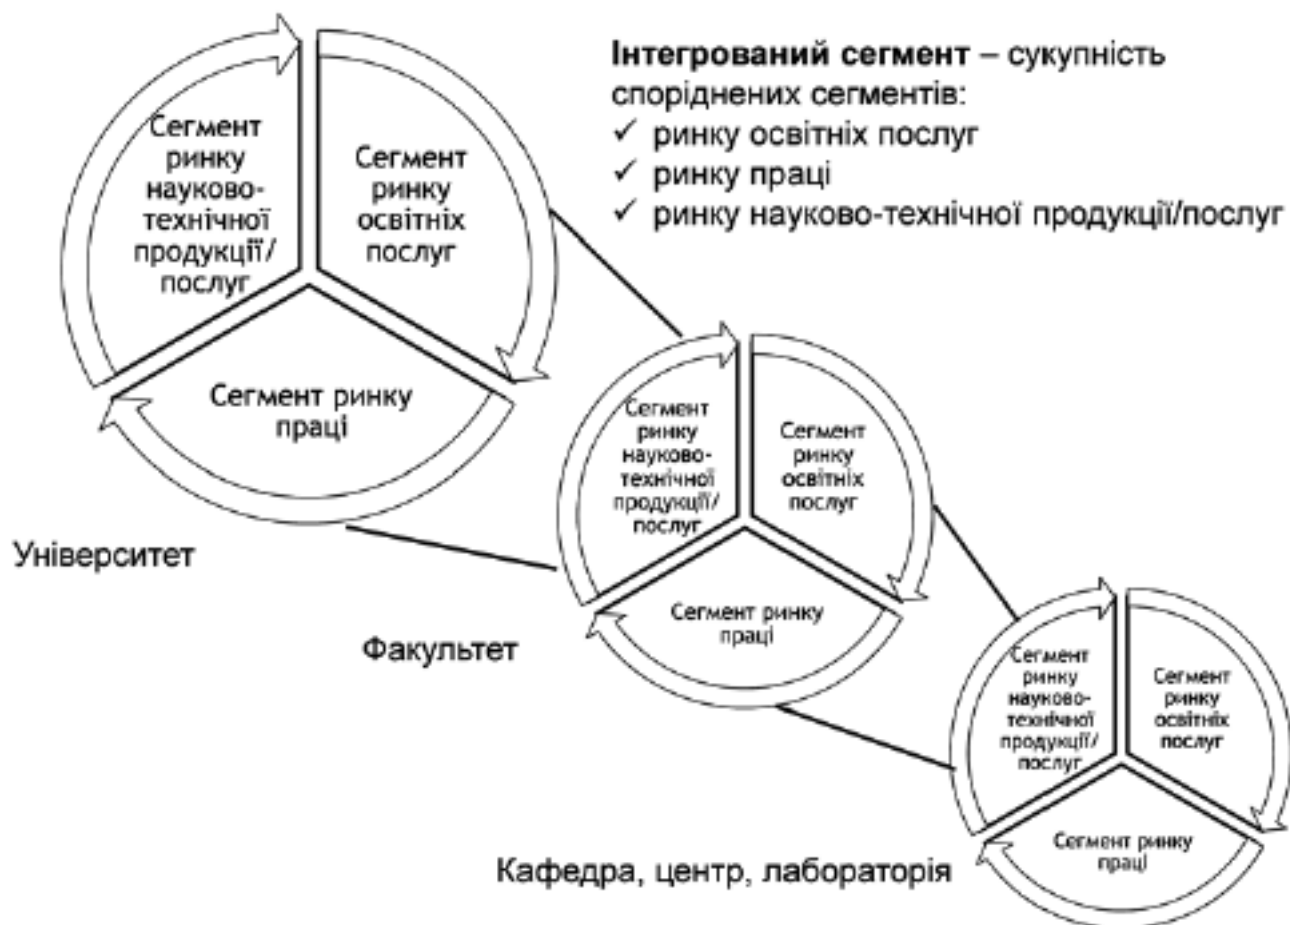 Інтегрований сегмент – сукупність
споріднених сегментів:
✓ ринку освітніх послуг
✓ ринку праці
✓ ринку науково-технічної продукції/послуг
Сегмент
ринку
науково-
технічної
продукції/
послуг
Сегмент
ринку
освітніх
послуг
Сегмент ринку
праці
Університет
Сегмент
ринку
науково-
технічної
продукції/
послуг
Сегмент
ринку
освітніх
послуг
Сегмент ринку
праці
Факультет
Сегмент
ринку
науково-
технічної
продукції/
послуг
Сегмент
ринку
освітніх
послуг
Сегмент ринку
праці
Кафедра, центр, лабораторія